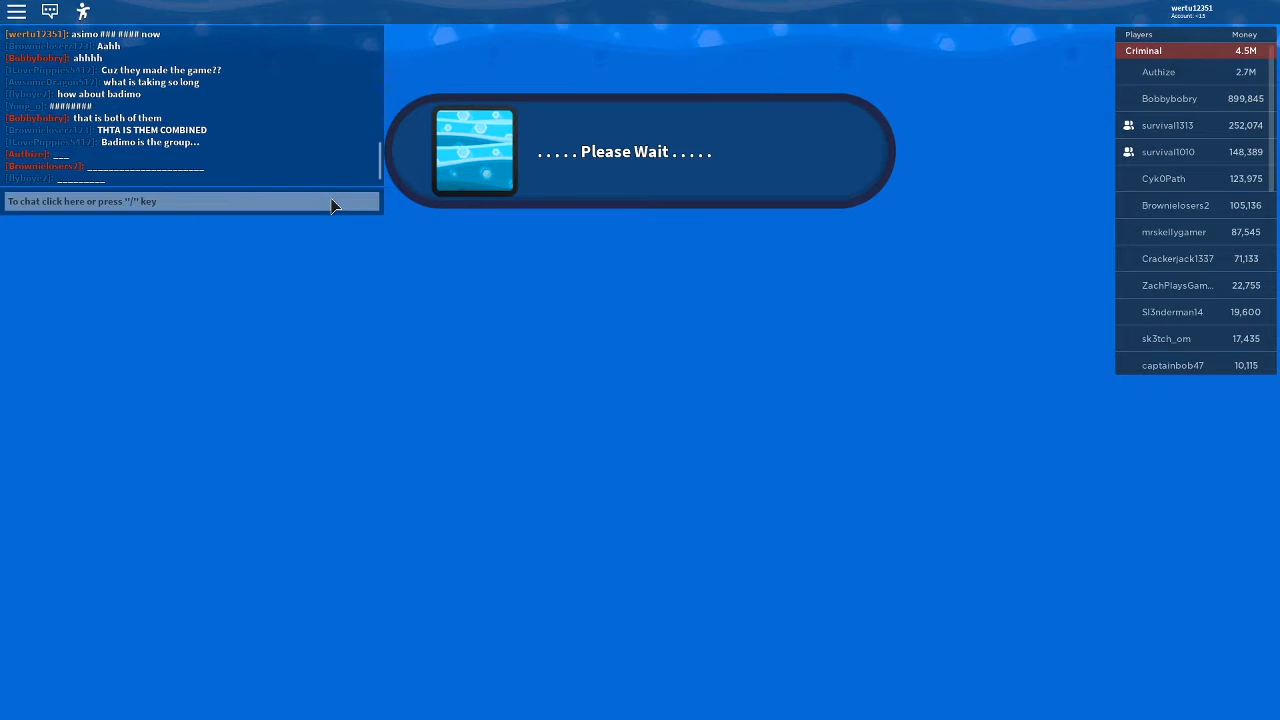 wertu12351
Account: <13
[wertu12351]: asimo ### #### now
[Brownieloserz123]: Aahh
[Bobbybobry]: ahhhh
[ILovePuppies5412]: Cuz they made the game??
[AwsomeDragon512]: what is taking so long
[flyboye2]: how about badimo
[Yong_o]: ########
[Bobbybobry]: that is both of them
[Brownieloserz123]: THTA IS THEM COMBINED
[ILovePuppies5412]: Badimo is the group...
[Authize]: ___
[Brownielosers2]: ______________________
[flyboye2]: _________
To chat click here or press "/" key
. . . . . Please Wait . . . . .
Players Money
Criminal 4.5M
Authize 2.7M
Bobbybobry 899,845
survival1313 252,074
survival1010 148,389
Cyk0Path 123,975
Brownielosers2 105,136
mrskellygamer 87,545
Crackerjack1337 71,133
ZachPlaysGam... 22,755
Sl3nderman14 19,600
sk3tch_om 17,435
captainbob47 10,115